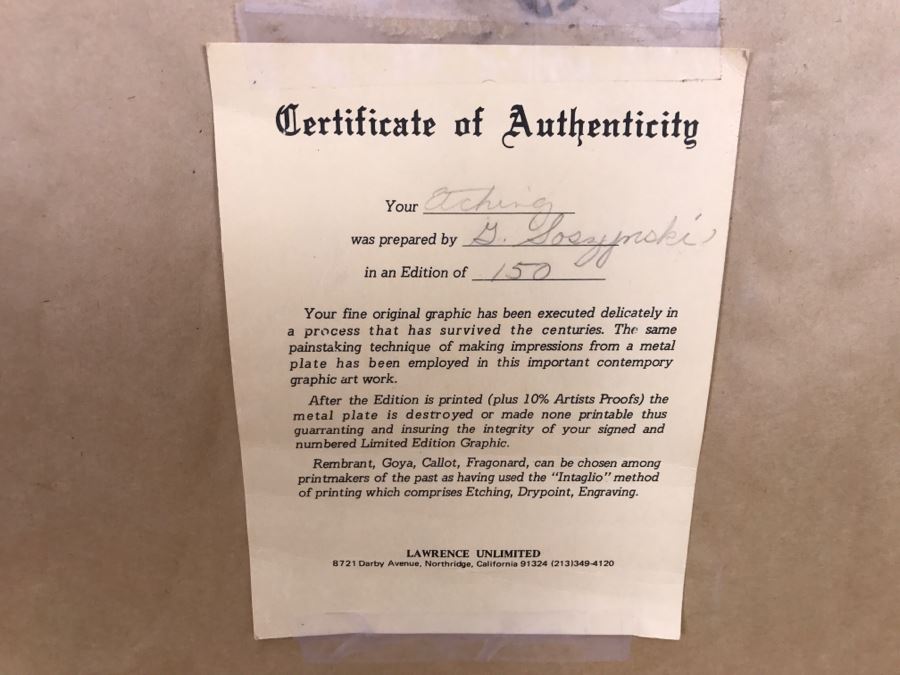 Certificate of Authenticity
Your Etching
was prepared by G. Soszynski
in an Edition of 150
Your fine original graphic has been executed delicately in
a process that has survived the centuries. The same
painstaking technique of making impressions from a metal
plate has been employed in this important contempory
graphic art work.
After the Edition is printed (plus 10% Artists Proofs) the
metal plate is destroyed or made none printable thus
guarranting and insuring the integrity of your signed and
numbered Limited Edition Graphic.
Rembrant, Goya, Callot, Fragonard, can be chosen among
printmakers of the past as having used the "Intaglio" method
of printing which comprises Etching, Drypoint, Engraving.
LAWRENCE UNLIMITED
8721 Darby Avenue, Northridge, California 91324 (213)349-4120